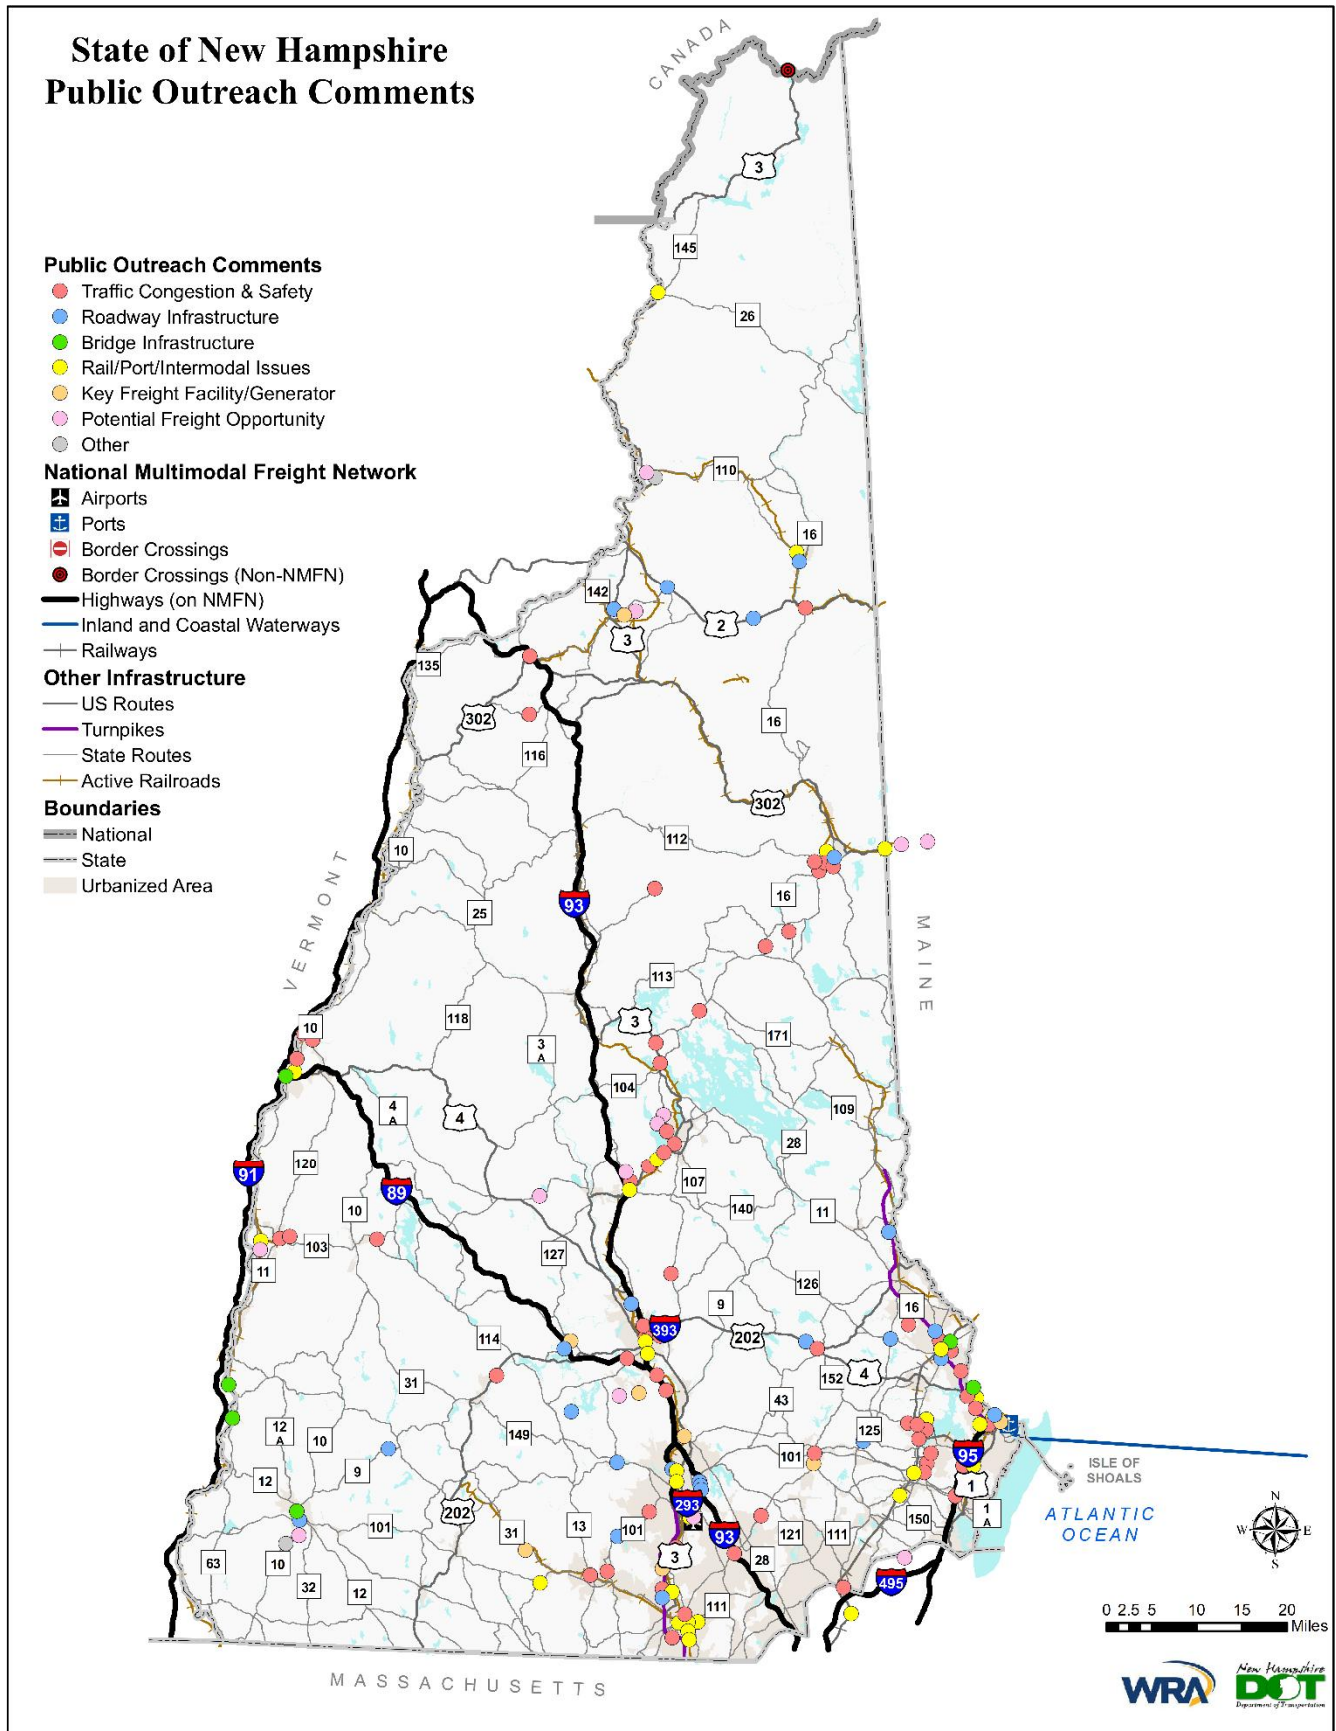 State of New Hampshire
Public Outreach Comments
CANADA
3
145
26
Public Outreach Comments
Traffic Congestion & Safety
Roadway Infrastructure
Bridge Infrastructure
Rail/Port/Intermodal Issues
Key Freight Facility/Generator
Potential Freight Opportunity
Other
National Multimodal Freight Network
Airports
Ports
Border Crossings
Border Crossings (Non-NMFN)
Highways (on NMFN)
Inland and Coastal Waterways
Railways
Other Infrastructure
US Routes
Turnpikes
State Routes
Active Railroads
Boundaries
National
State
Urbanized Area
110
16
142
3
2
135
302
16
116
302
112
10
VERMONT
93
16
25
MAINE
113
10
118
3
171
3
A
104
4
A
4
109
28
120
91
89
107
10
140
11
103
127
11
126
16
9
393
202
114
152
4
31
43
12
A
149
125
10
101
9
95
12
ISLE OF
SHOALS
1
293
202
101
13
101
150
1
A
ATLANTIC
OCEAN
N
W
E
S
31
93
121
111
3
28
63
10
32
12
495
111
0 2.5 5 10 15 20
Miles
MASSACHUSETTS
WRA
New Hampshire
DOT
Department of Transportation